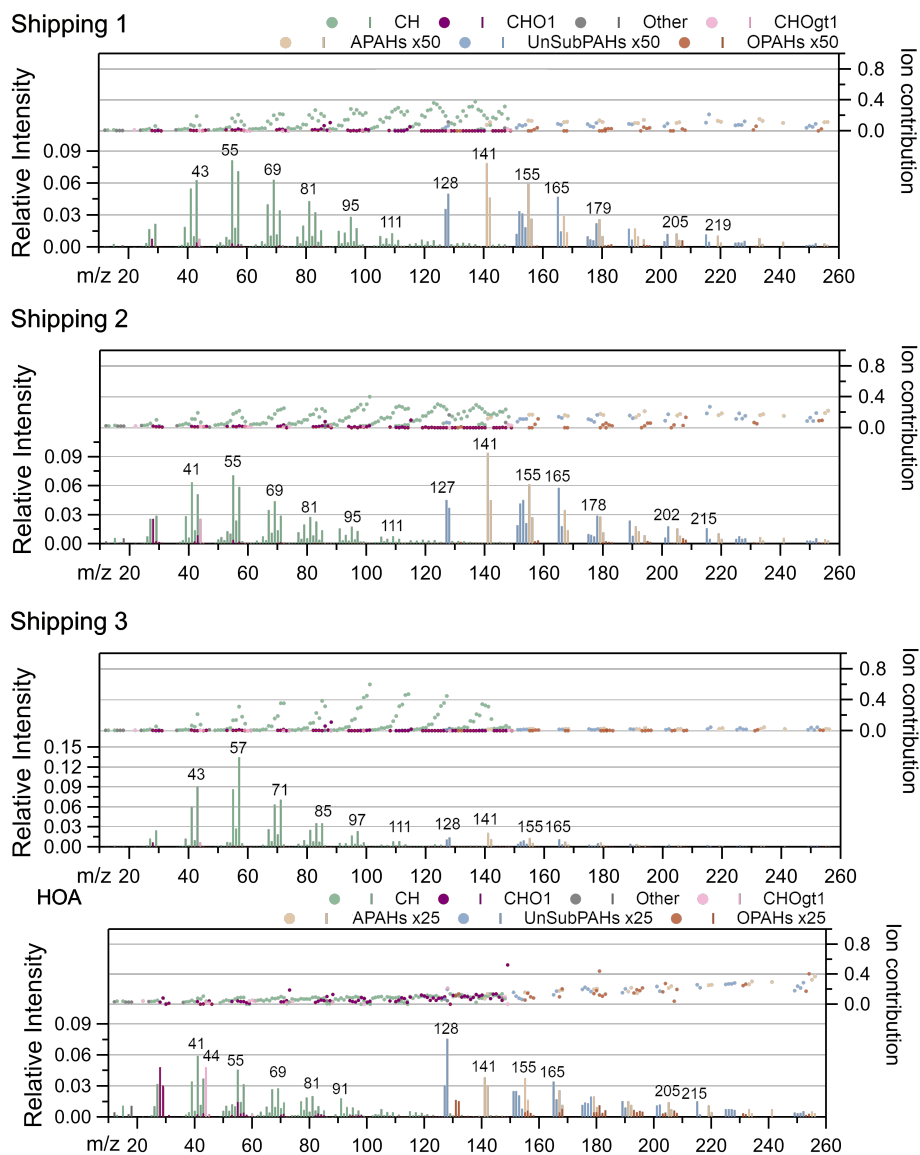 Shipping 1
CH CHO1 Other CHOgt1
APAHs x50 UnSubPAHs x50 OPAHs x50
Relative Intensity
Ion contribution
0.8
0.4
0.0
0.09
0.06
0.03
0.00
43 55 69 81 95 111 128 141 155 165 179 205 219
m/z 20 40 60 80 100 120 140 160 180 200 220 240 260
Shipping 2
Relative Intensity
Ion contribution
0.8
0.4
0.0
0.09
0.06
0.03
0.00
41 55 69 81 95 111 127 141 155 165 178 202 215
m/z 20 40 60 80 100 120 140 160 180 200 220 240 260
Shipping 3
Relative Intensity
Ion contribution
0.8
0.4
0.0
0.15
0.12
0.09
0.06
0.03
0.00
43 57 71 85 97 111 128 141 155 165
m/z 20 40 60 80 100 120 140 160 180 200 220 240 260
HOA
CH CHO1 Other CHOgt1
APAHs x25 UnSubPAHs x25 OPAHs x25
Relative Intensity
Ion contribution
0.8
0.4
0.0
0.09
0.06
0.03
0.00
41 44 55 69 81 91 128 141 155 165 205 215
m/z 20 40 60 80 100 120 140 160 180 200 220 240 260